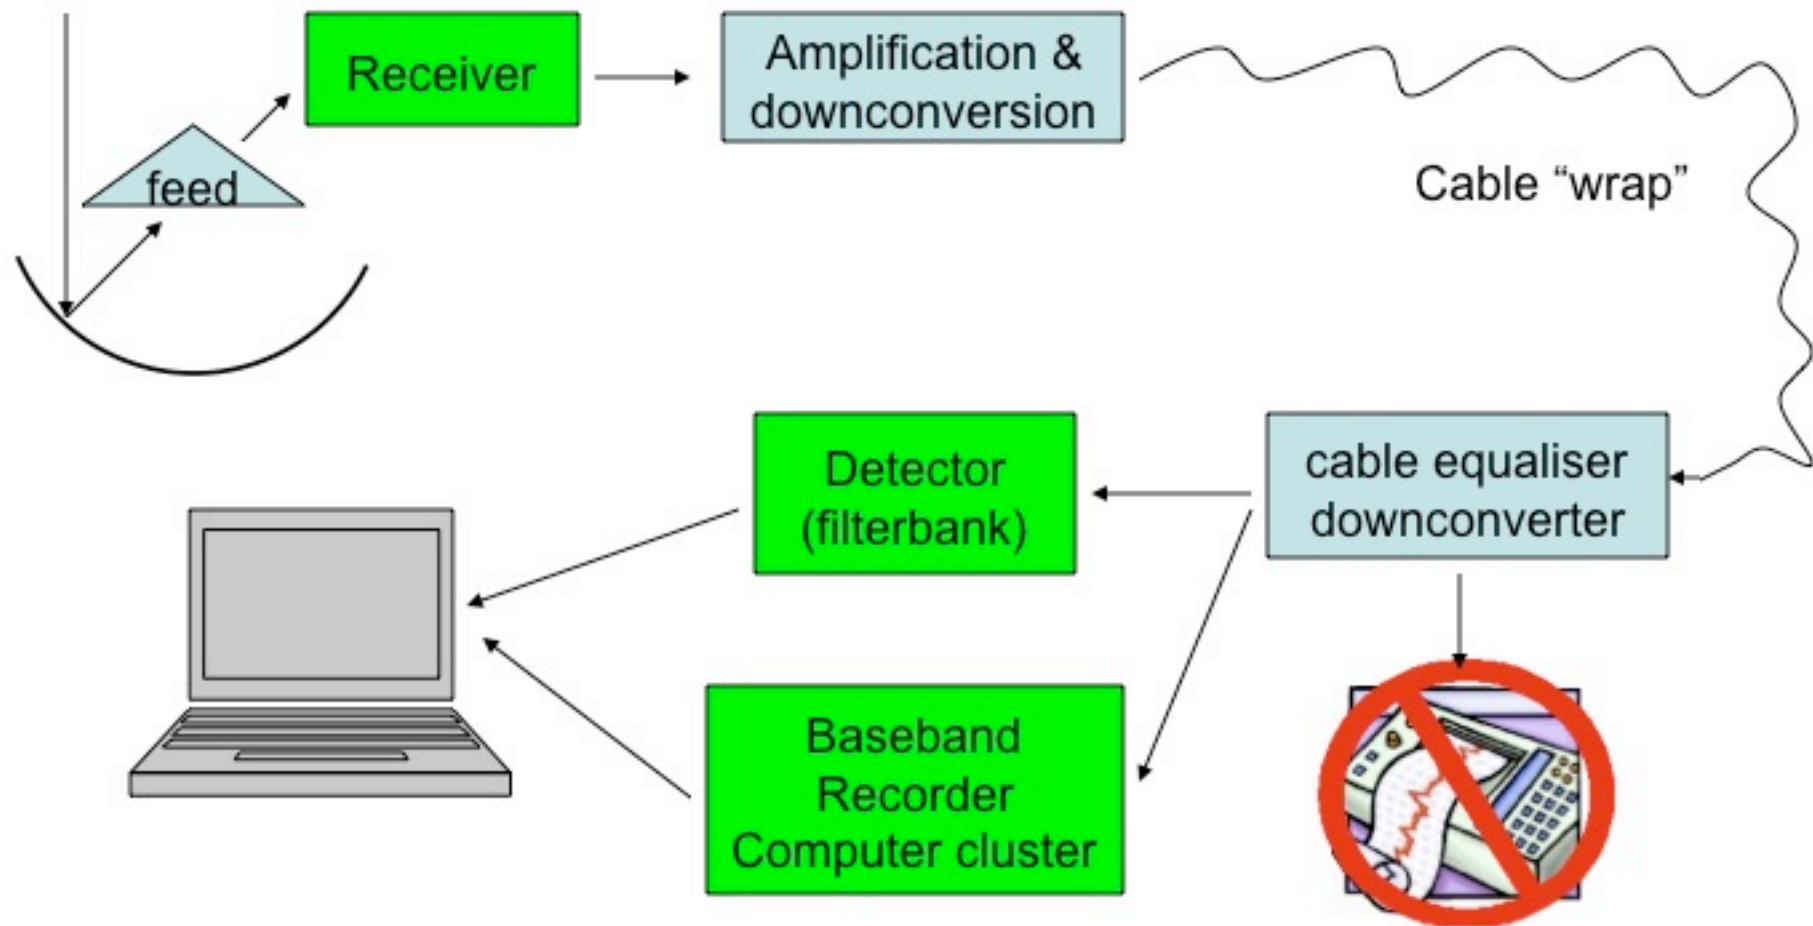 Receiver
Amplification &
downconversion
feed
Cable “wrap”
Detector
(filterbank)
cable equaliser
downconverter
Baseband
Recorder
Computer cluster